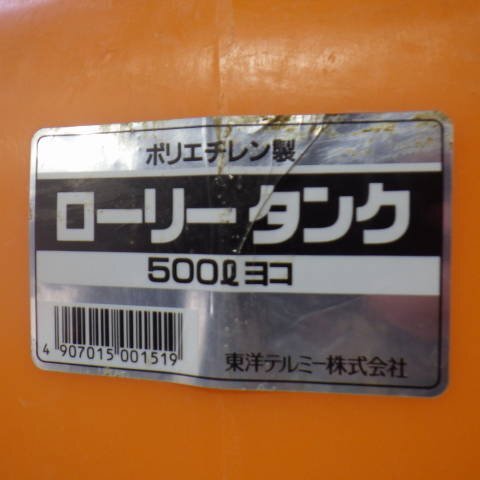 ポリエチレン製
ローリータンク
500ℓヨコ
4 907015 001519
東洋テルミー株式会社